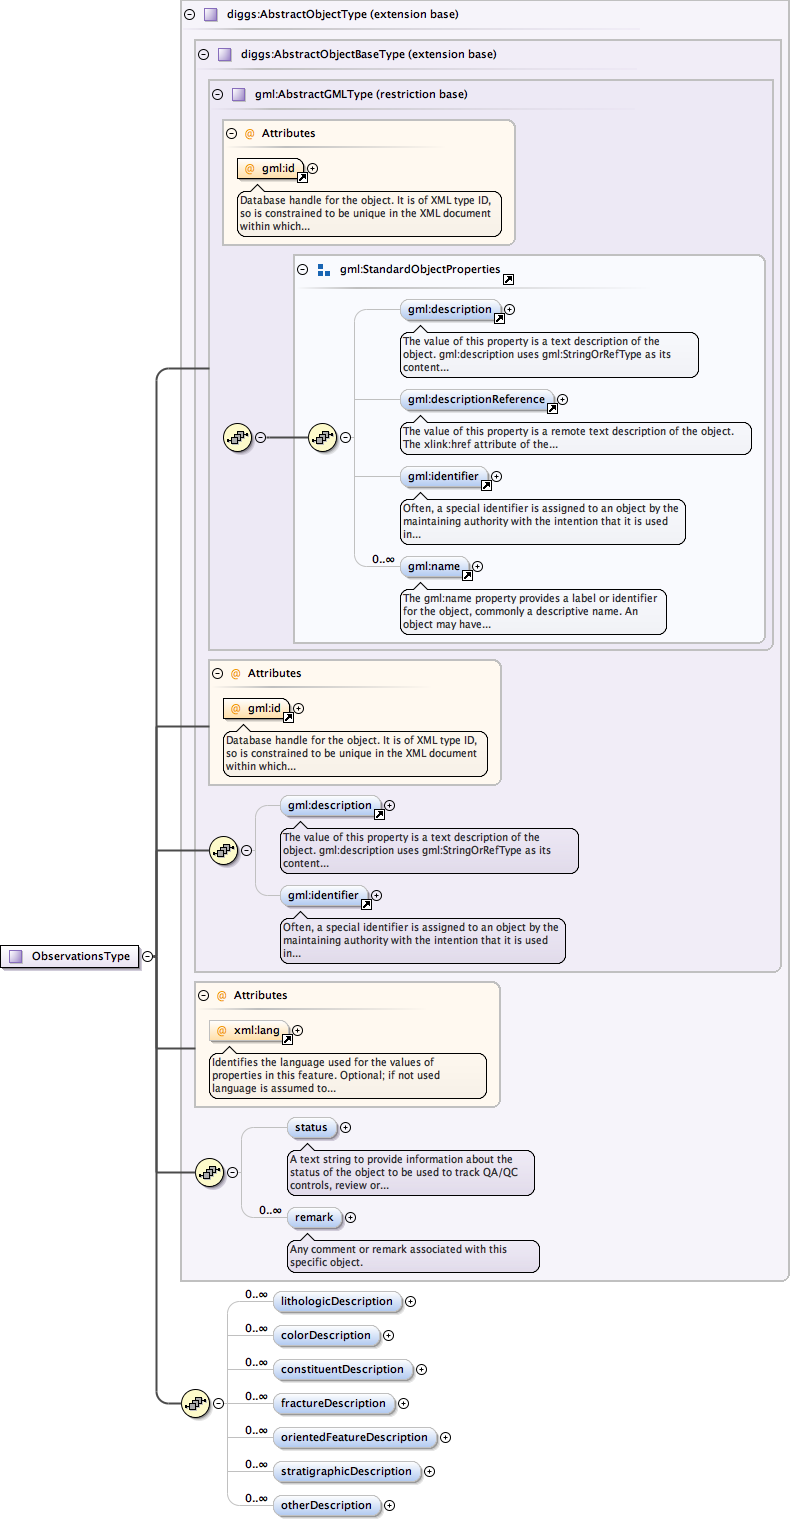 diggs:AbstractObjectType (extension base)
diggs:AbstractObjectBaseType (extension base)
gml:AbstractGMLType (restriction base)
@ Attributes
@ gml:id
Database handle for the object. It is of XML type ID,
so is constrained to be unique in the XML document
within which...
gml:StandardObjectProperties
gml:description
The value of this property is a text description of the
object. gml:description uses gml:StringOrRefType as its
content...
gml:descriptionReference
The value of this property is a remote text description of the object.
The xlink:href attribute of the...
gml:identifier
Often, a special identifier is assigned to an object by the
maintaining authority with the intention that it is used
in...
0..∞
gml:name
The gml:name property provides a label or identifier
for the object, commonly a descriptive name. An
object may have...
@ Attributes
@ gml:id
Database handle for the object. It is of XML type ID,
so is constrained to be unique in the XML document
within which...
gml:description
The value of this property is a text description of the
object. gml:description uses gml:StringOrRefType as its
content...
gml:identifier
Often, a special identifier is assigned to an object by the
maintaining authority with the intention that it is used
in...
ObservationsType
@ Attributes
@ xml:lang
Identifies the language used for the values of
properties in this feature. Optional; if not used
language is assumed to...
status
A text string to provide information about the
status of the object to be used to track QA/QC
controls, review or...
0..∞
remark
Any comment or remark associated with this
specific object.
0..∞
lithologicDescription
0..∞
colorDescription
0..∞
constituentDescription
0..∞
fractureDescription
0..∞
orientedFeatureDescription
0..∞
stratigraphicDescription
0..∞
otherDescription